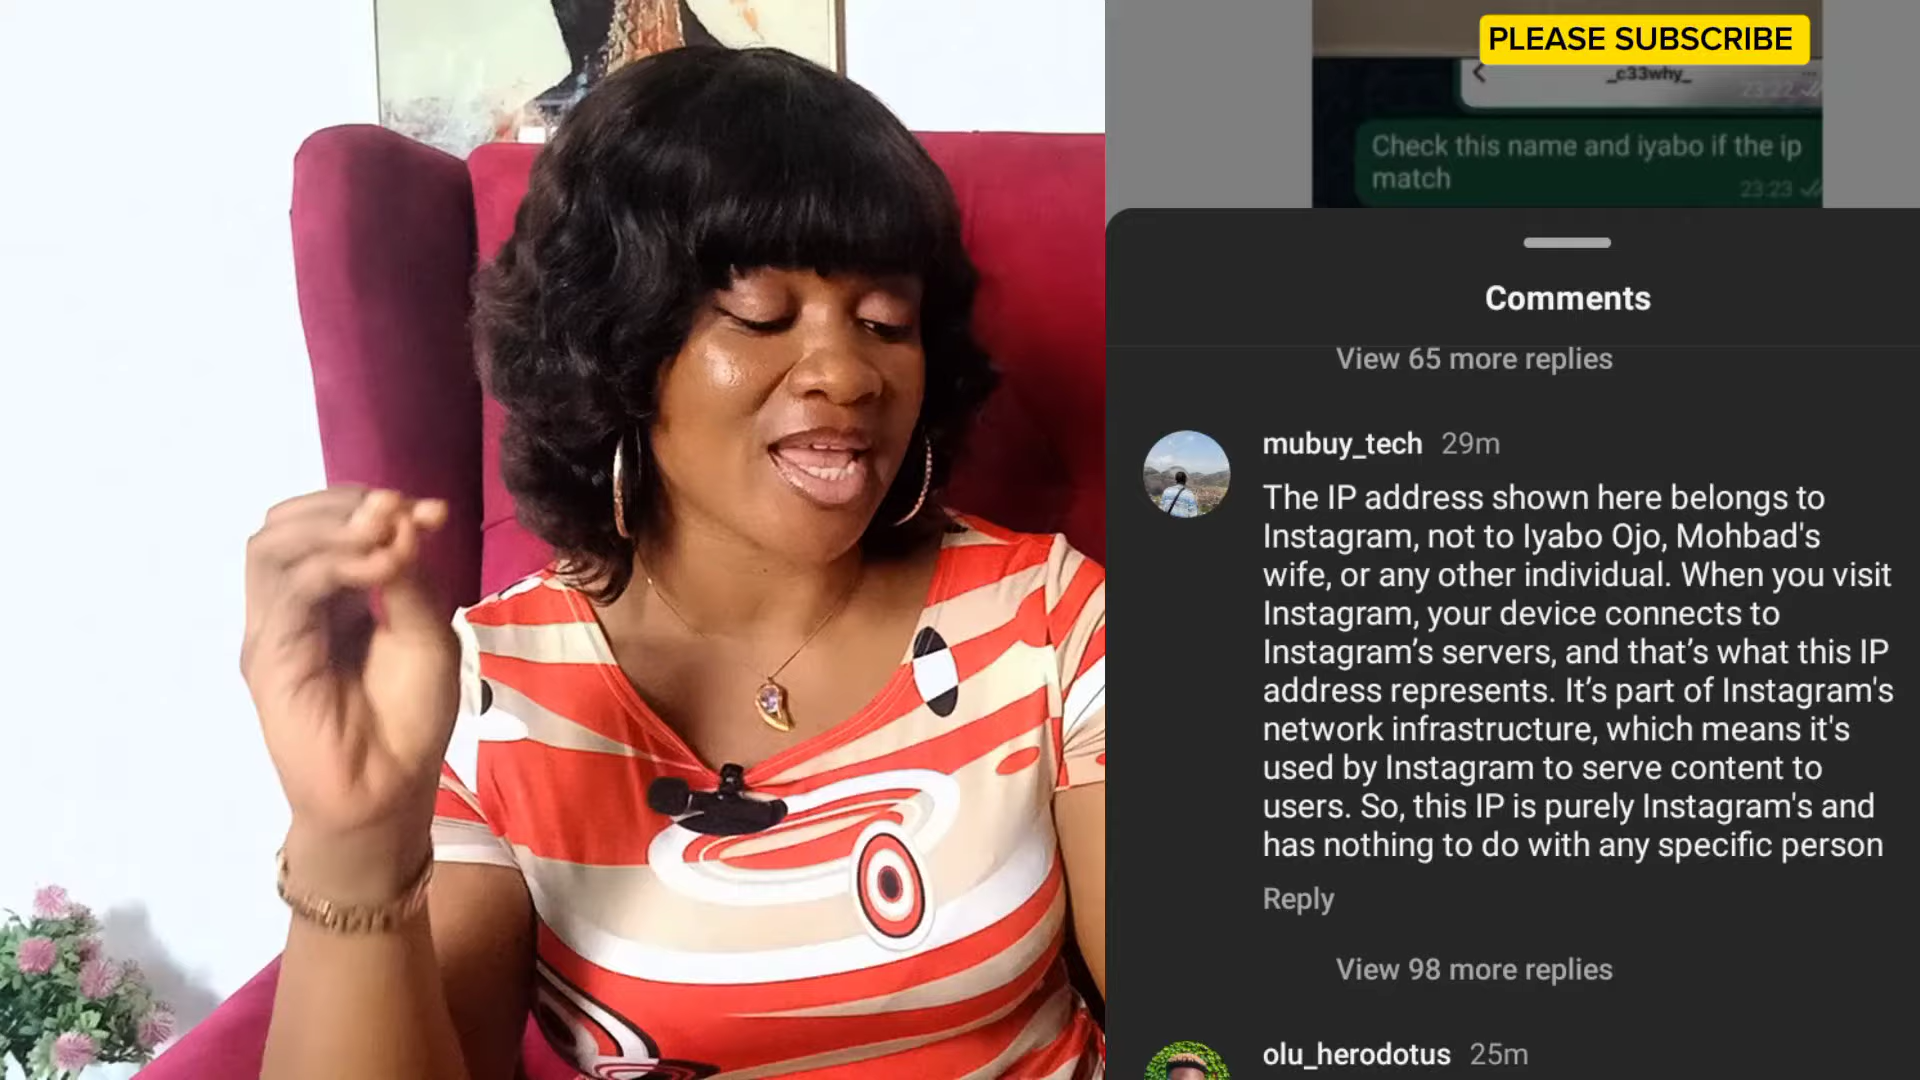 PLEASE SUBSCRIBE
_c33why_
23:22
Check this name and iyabo if the ip
match
23:23
Comments
View 65 more replies
mubuy_tech 29m
The IP address shown here belongs to
Instagram, not to Iyabo Ojo, Mohbad's
wife, or any other individual. When you visit
Instagram, your device connects to
Instagram’s servers, and that’s what this IP
address represents. It’s part of Instagram's
network infrastructure, which means it's
used by Instagram to serve content to
users. So, this IP is purely Instagram's and
has nothing to do with any specific person
Reply
View 98 more replies
olu_herodotus 25m